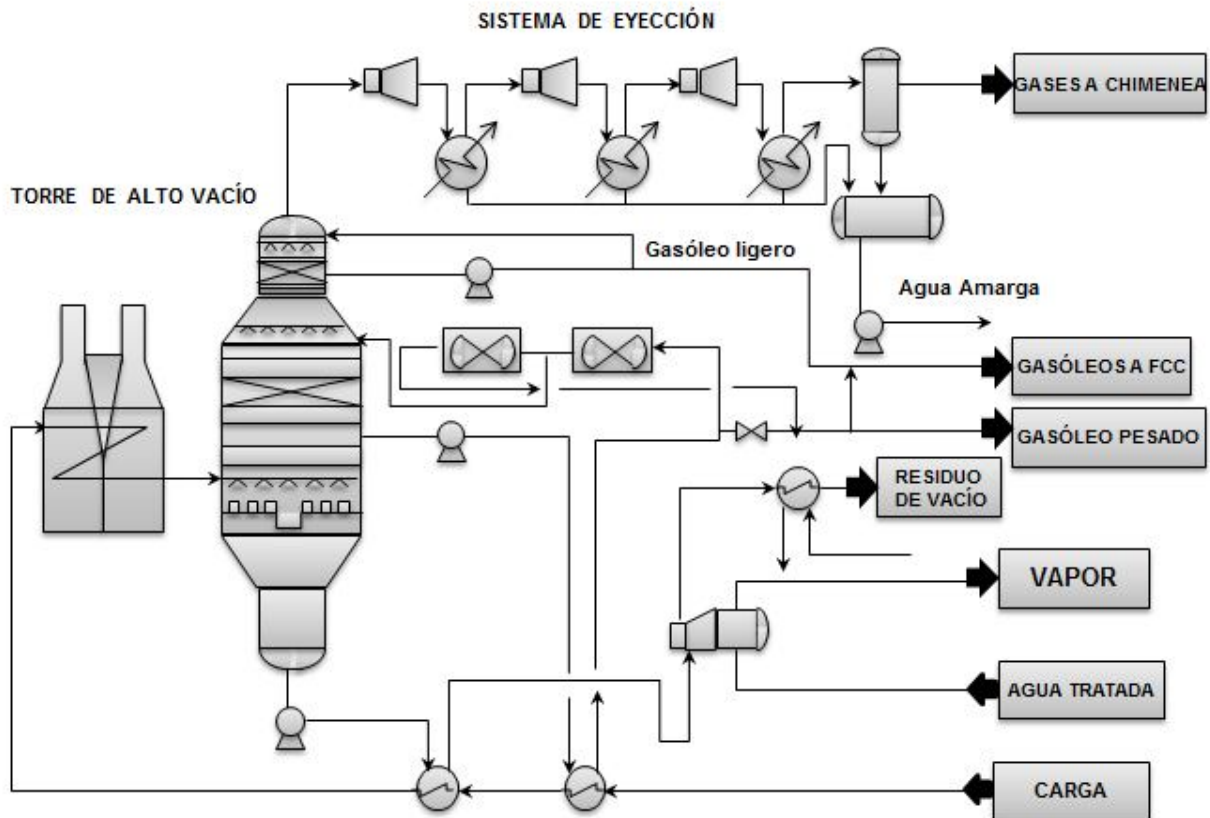 SISTEMA DE EYECCIÓN
GASES A CHIMENEA
TORRE DE ALTO VACÍO
Gasóleo ligero
Agua Amarga
GASÓLEOS A FCC
GASÓLEO PESADO
RESIDUO
DE VACÍO
VAPOR
AGUA TRATADA
CARGA